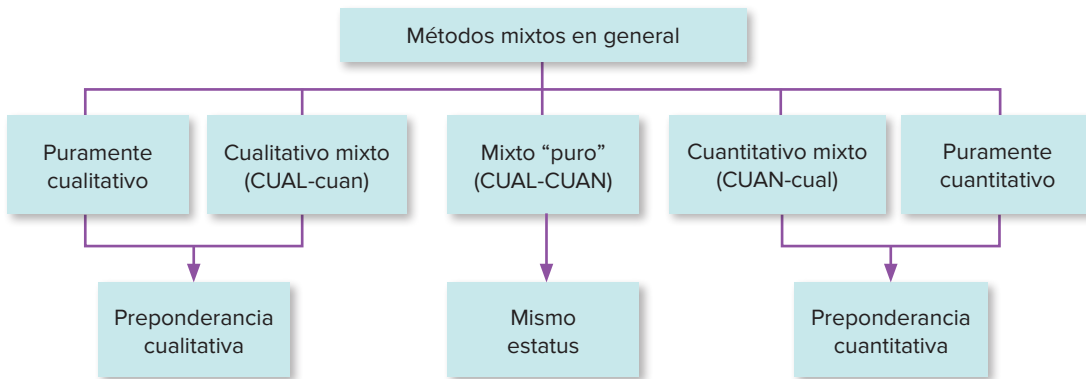 Métodos mixtos en general
Puramente
cualitativo
Cualitativo mixto
(CUAL-cuan)
Mixto “puro”
(CUAL-CUAN)
Cuantitativo mixto
(CUAN-cual)
Puramente
cuantitativo
Preponderancia
cualitativa
Mismo
estatus
Preponderancia
cuantitativa